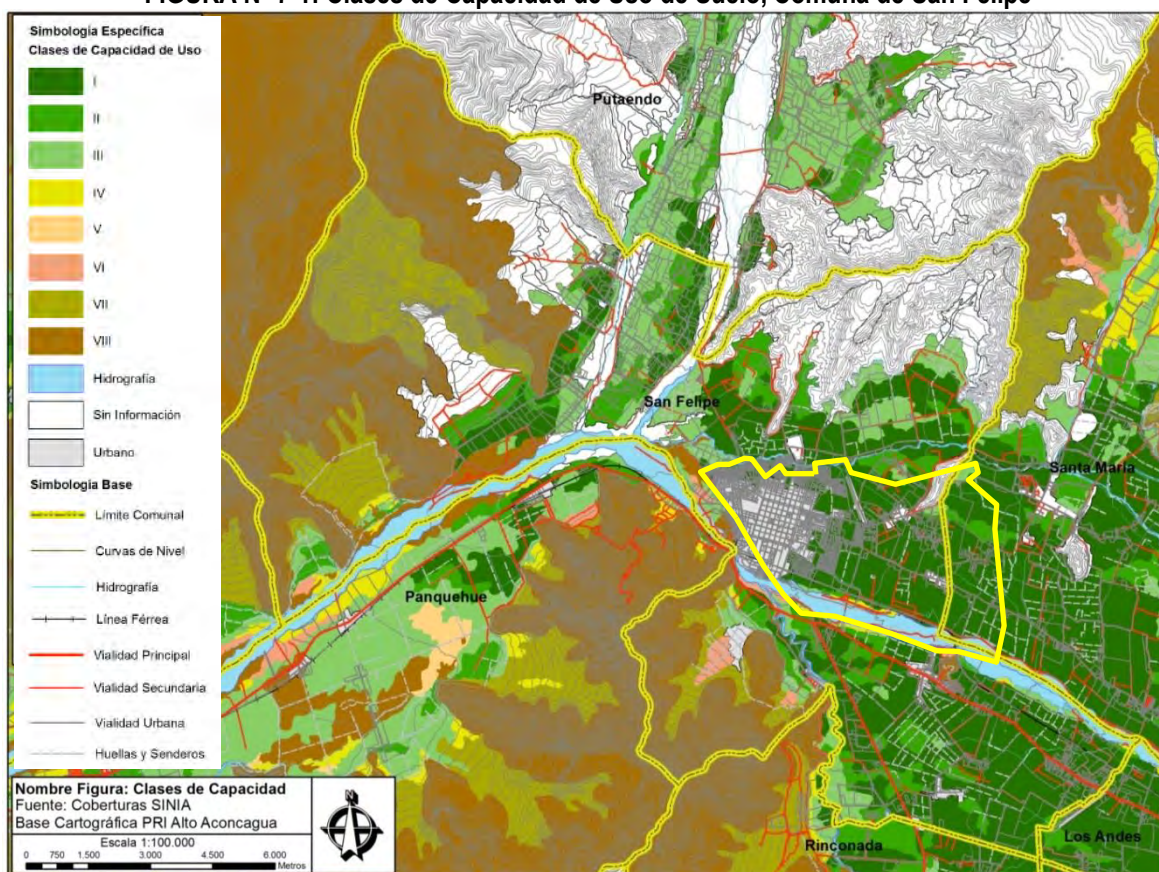 FIGURA Nº 4-1: Clases de Capacidad de Uso de Suelo, Comuna de San Felipe
Simbología Específica
Clases de Capacidad de Uso
I
II
III
IV
V
VI
VII
VIII
Hidrografía
Sin Información
Urbano
Simbología Base
Límite Comunal
Curvas de Nivel
Hidrografía
Línea Férrea
Vialidad Principal
Vialidad Secundaria
Vialidad Urbana
Huellas y Senderos
Nombre Figura: Clases de Capacidad
Fuente: Coberturas SINIA
Base Cartográfica PRI Alto Aconcagua
Escala 1:100.000
0 750 1.500 3.000 4.500 6.000
Metros
N
Putaendo
San Felipe
Santa María
Panquehue
Rinconada
Los Andes